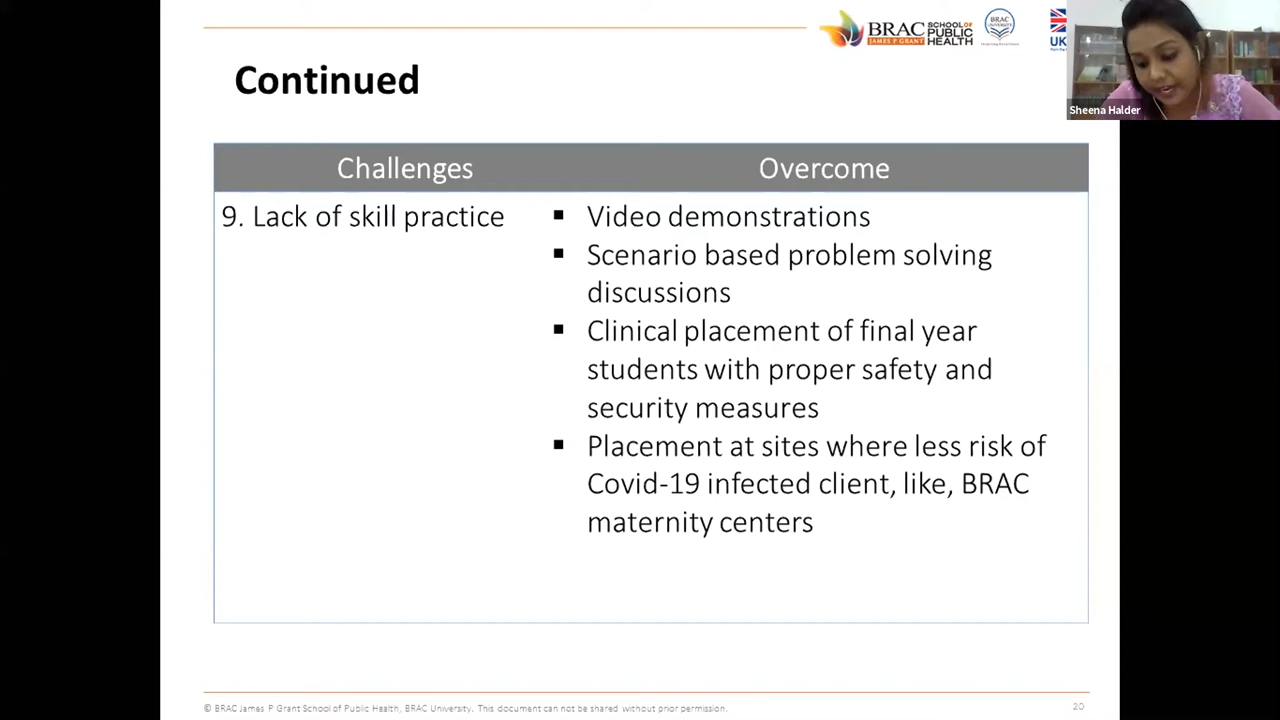 BRAC
JAMES P GRANT
SCHOOL OF
PUBLIC
HEALTH
BRAC
UNIVERSITY
UK
Sheena Halder
Continued
Challenges
Overcome
9. Lack of skill practice
▪ Video demonstrations
▪ Scenario based problem solving
discussions
▪ Clinical placement of final year
students with proper safety and
security measures
▪ Placement at sites where less risk of
Covid-19 infected client, like, BRAC
maternity centers
© BRAC James P Grant School of Public Health, BRAC University. This document can not be shared without prior permission.
20